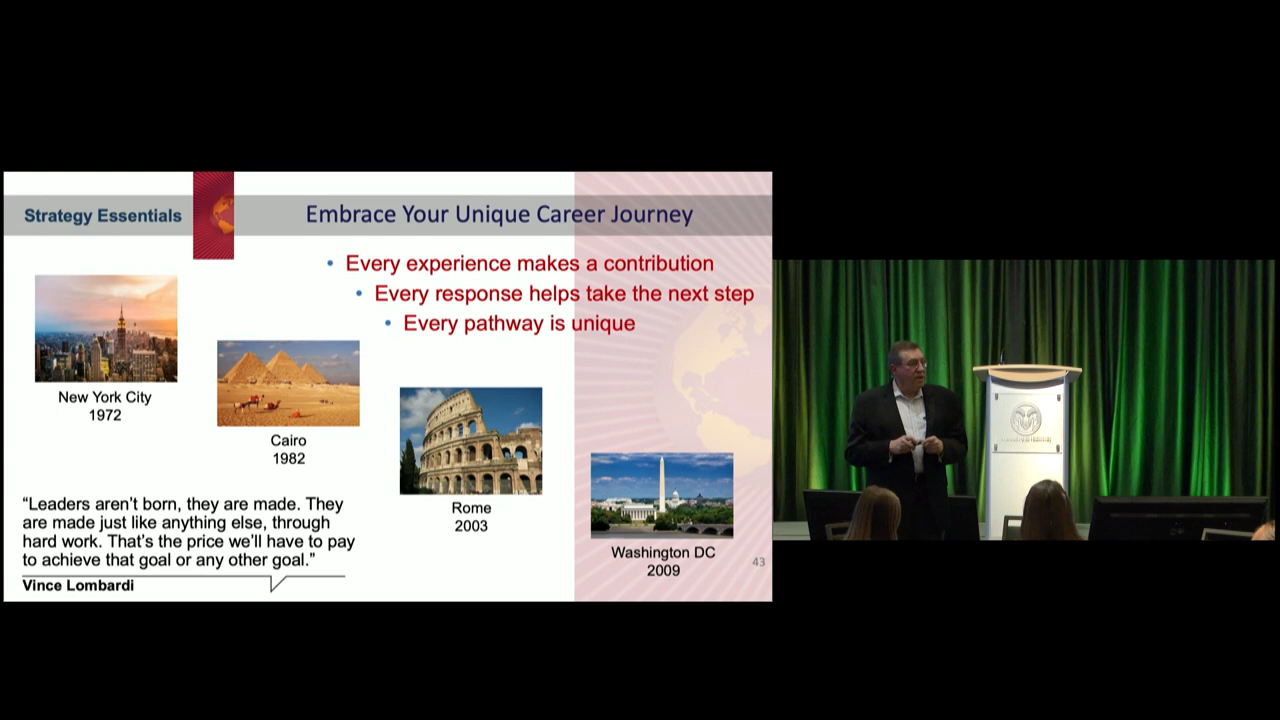 Strategy Essentials
Embrace Your Unique Career Journey
• Every experience makes a contribution
• Every response helps take the next step
• Every pathway is unique
New York City
1972
Cairo
1982
Rome
2003
Washington DC
2009
“Leaders aren’t born, they are made. They
are made just like anything else, through
hard work. That’s the price we’ll have to pay
to achieve that goal or any other goal.”
Vince Lombardi
43